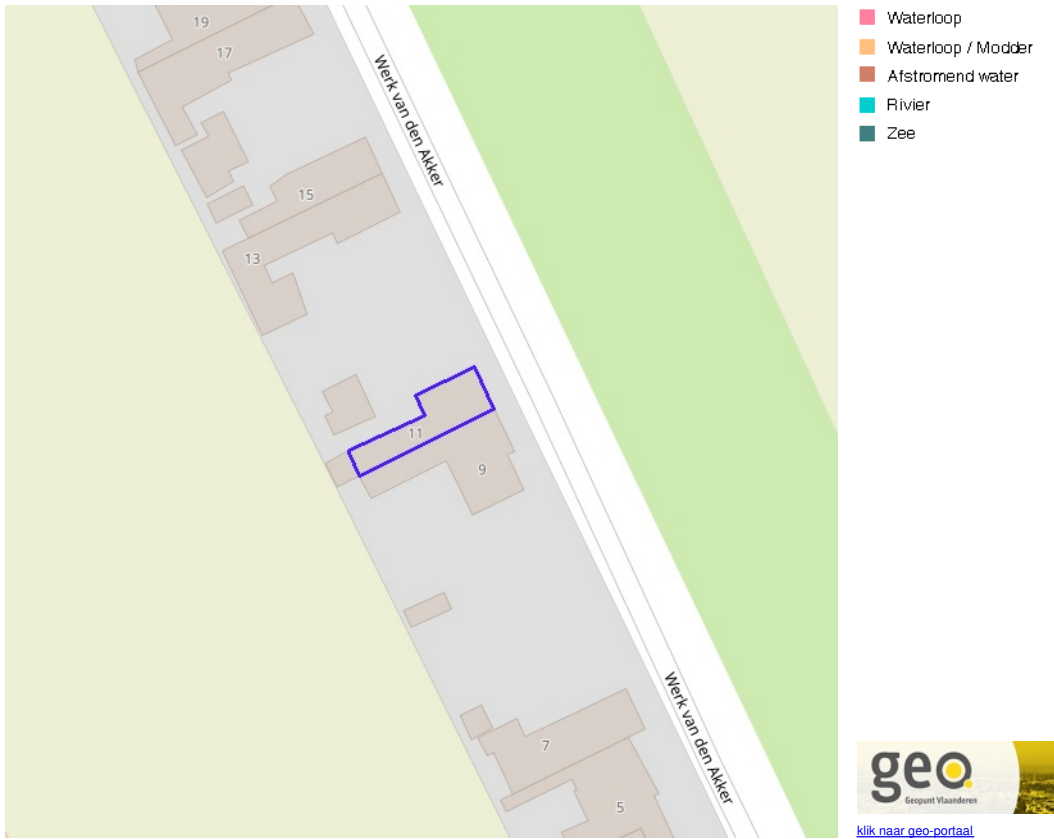 19
17
Werk van den Akker
15
13
11
9
7
Werk van den Akker
5
Waterloop
Waterloop / Modder
Afstromend water
Rivier
Zee
geo
Geopunt Vlaanderen
klik naar geo-portaal